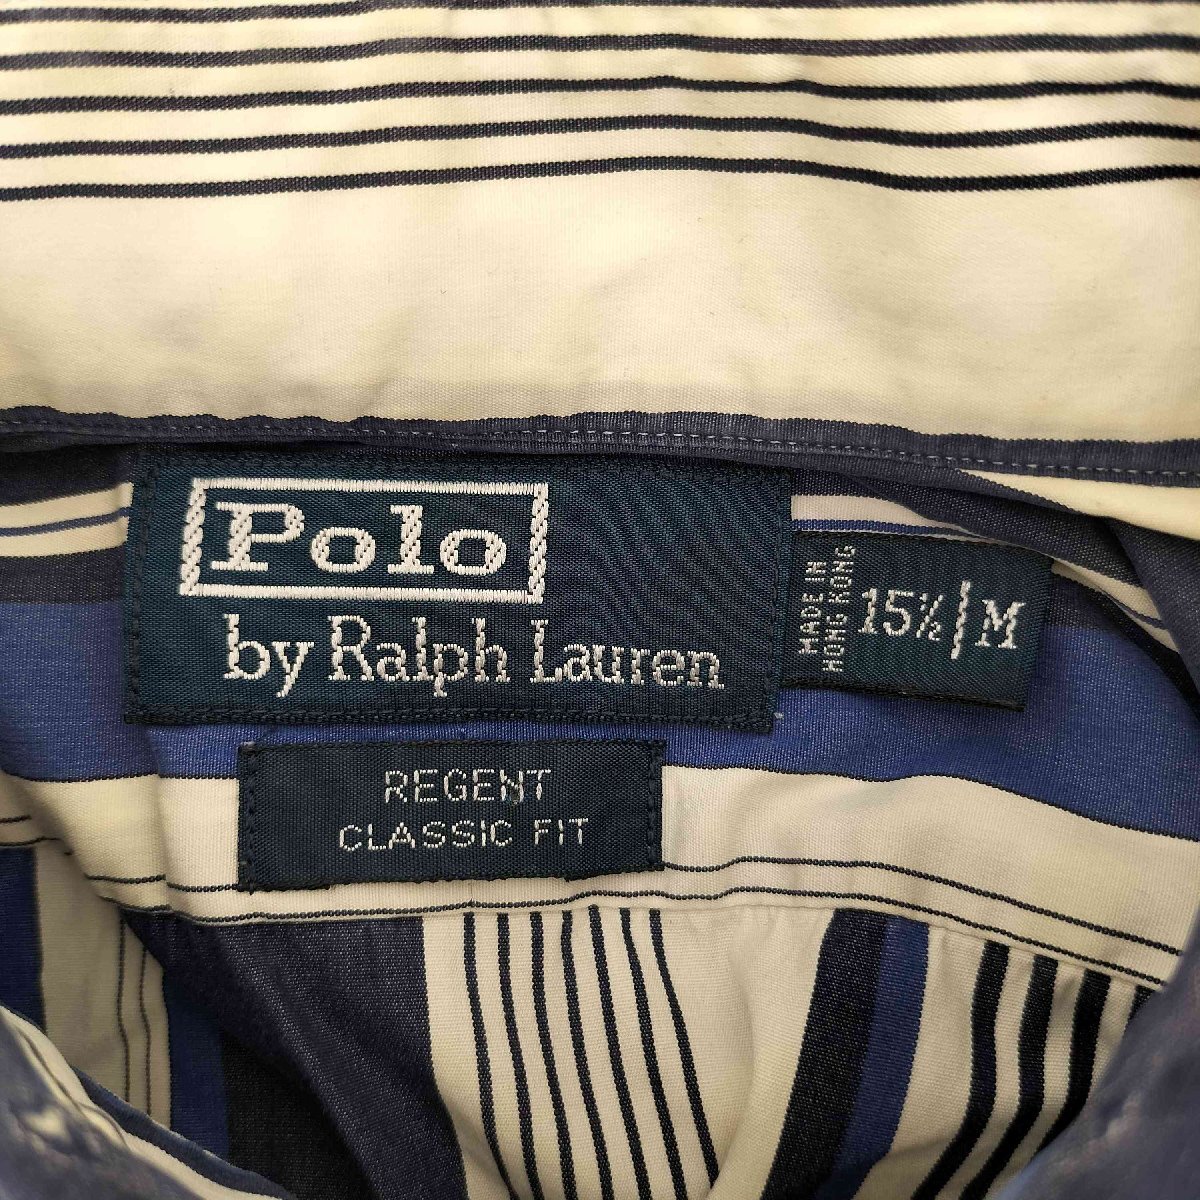 Polo
by Ralph Lauren
MADE IN
HONG KONG
15½ | M
REGENT
CLASSIC FIT